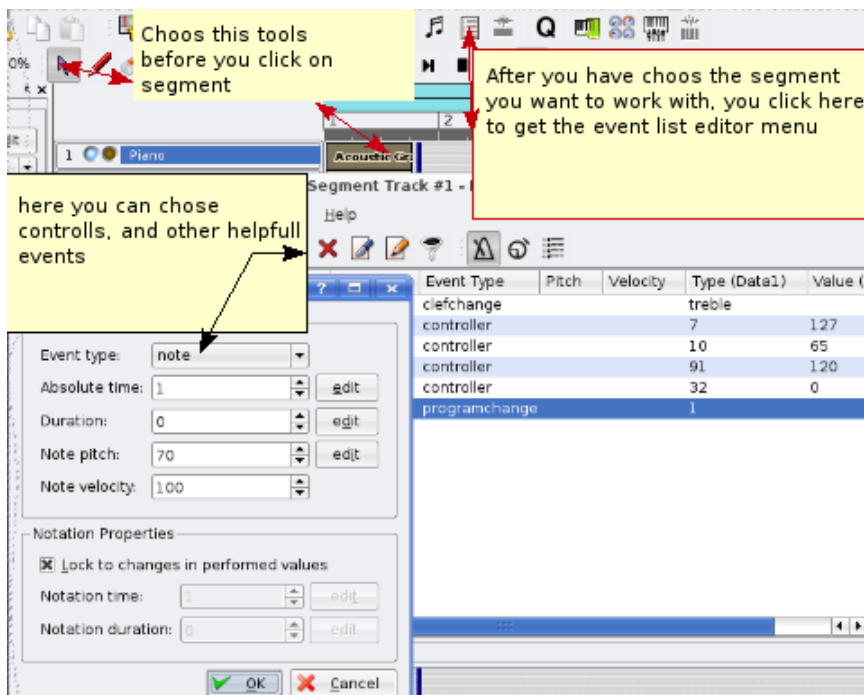 Choos this tools
before you click on
segment
0%
After you have choos the segment
you want to work with, you click here
to get the event list editor menu
Q
2
1 Piano
Acoustic Gr
Segment Track #1 -
Help
here you can chose
controlls, and other helpfull
events
Event Type Pitch Velocity Type (Data1) Value (
clefchange treble
controller 7 127
controller 10 65
controller 91 120
controller 32 0
programchange 1
Event type: note
Absolute time: 1 edit
Duration: 0 edit
Note pitch: 70 edit
Note velocity: 100
Notation Properties
Lock to changes in performed values
Notation time: 1 edit
Notation duration: 0 edit
OK Cancel